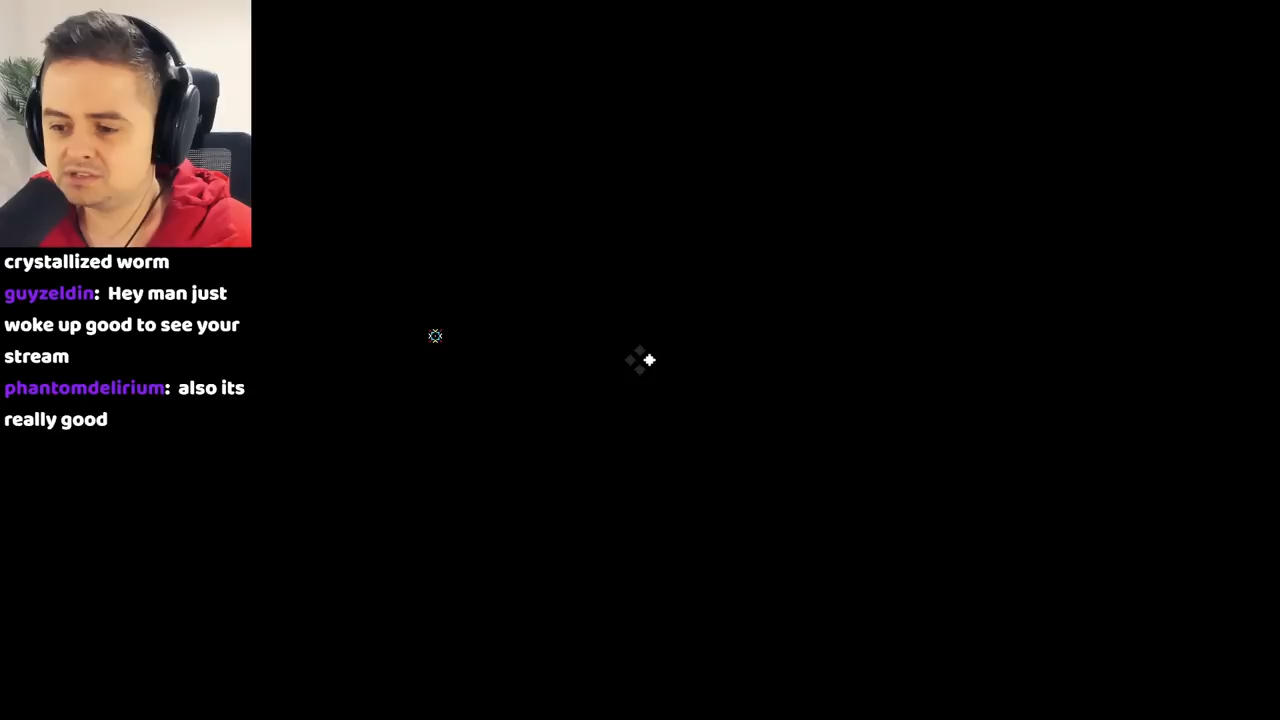 crystallized worm
guyzeldin: Hey man just
woke up good to see your
stream
phantomdelirium: also its
really good